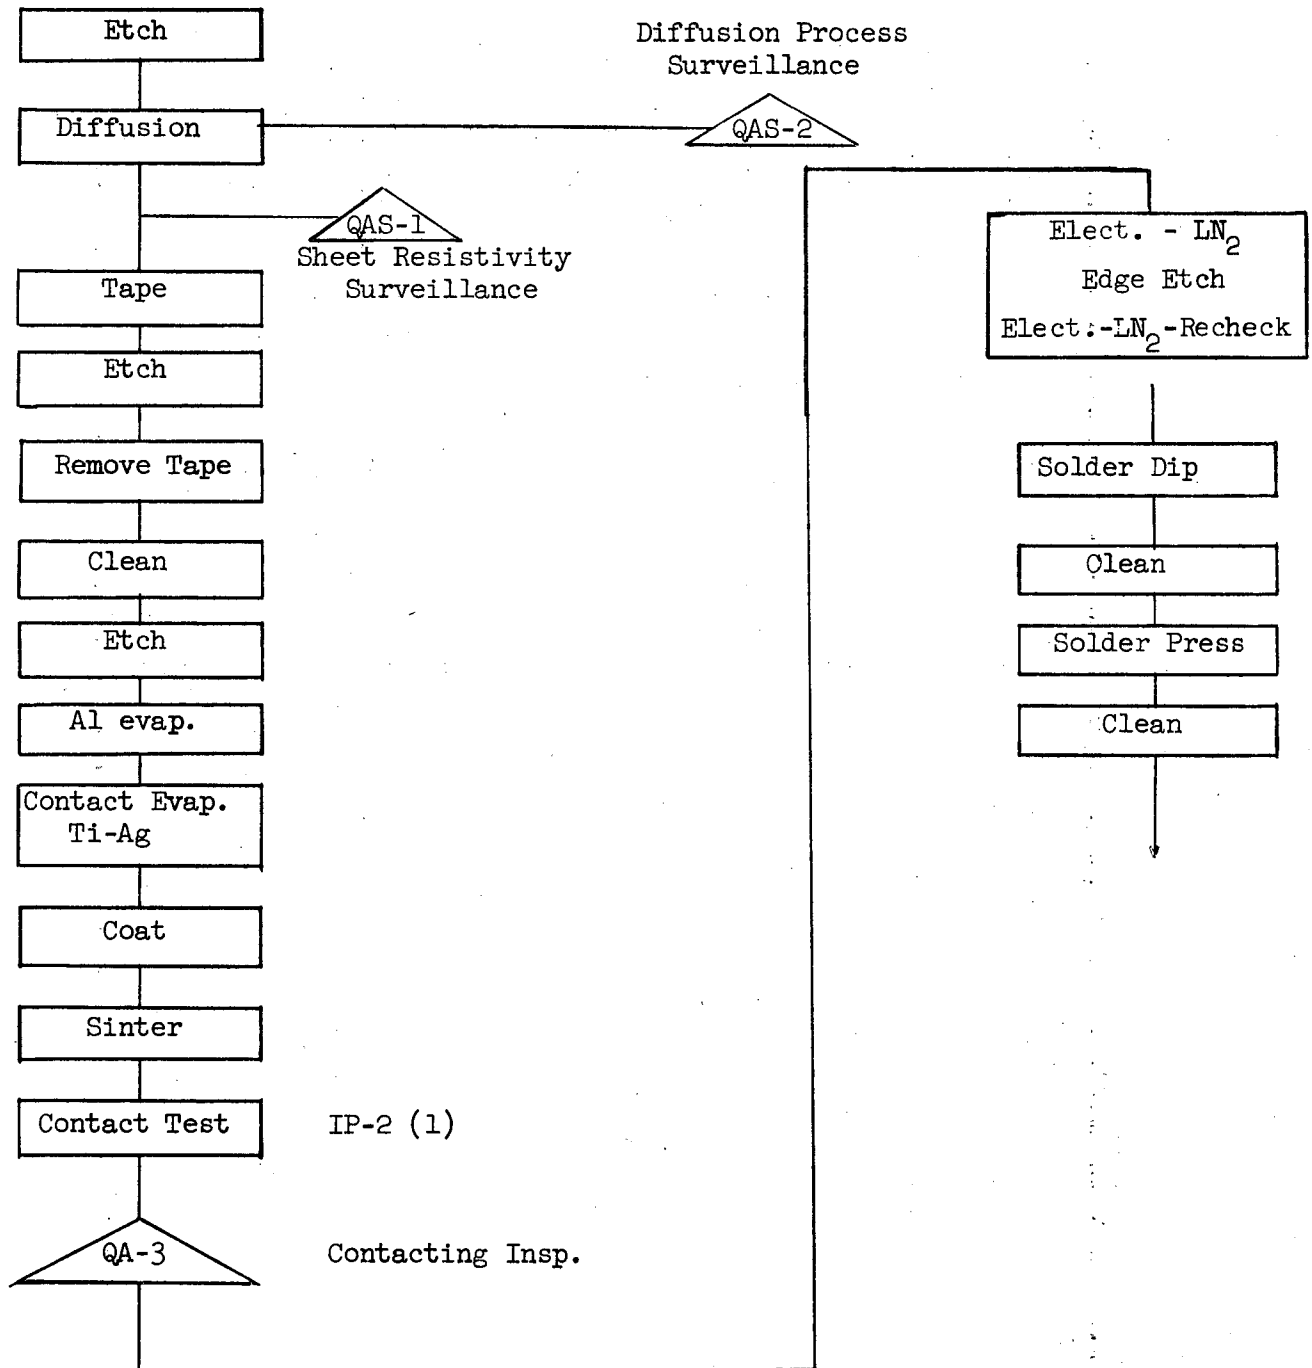 Etch
Diffusion
Diffusion Process
Surveillance
QAS-2
QAS-1
Sheet Resistivity
Surveillance
Tape
Etch
Remove Tape
Clean
Etch
Al evap.
Contact Evap.
Ti-Ag
Coat
Sinter
Contact Test
IP-2 (1)
QA-3
Contacting Insp.
Elect. - LN2
Edge Etch
Elect.-LN2-Recheck
Solder Dip
Clean
Solder Press
Clean